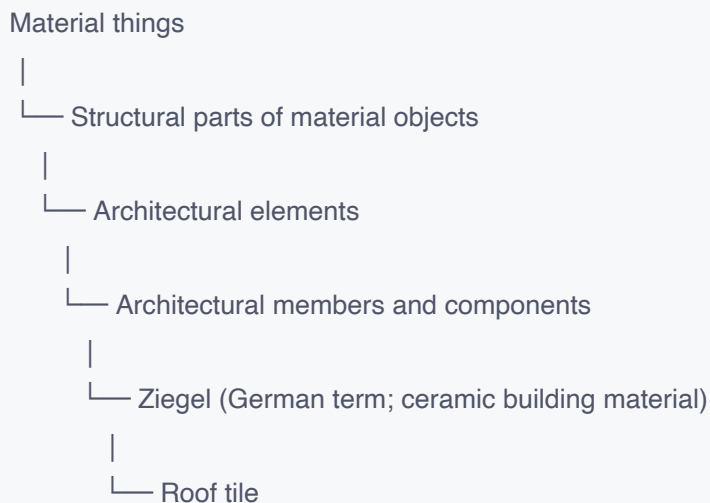 Material things
Structural parts of material objects
Architectural elements
Architectural members and components
Ziegel (German term; ceramic building material)
Roof tile